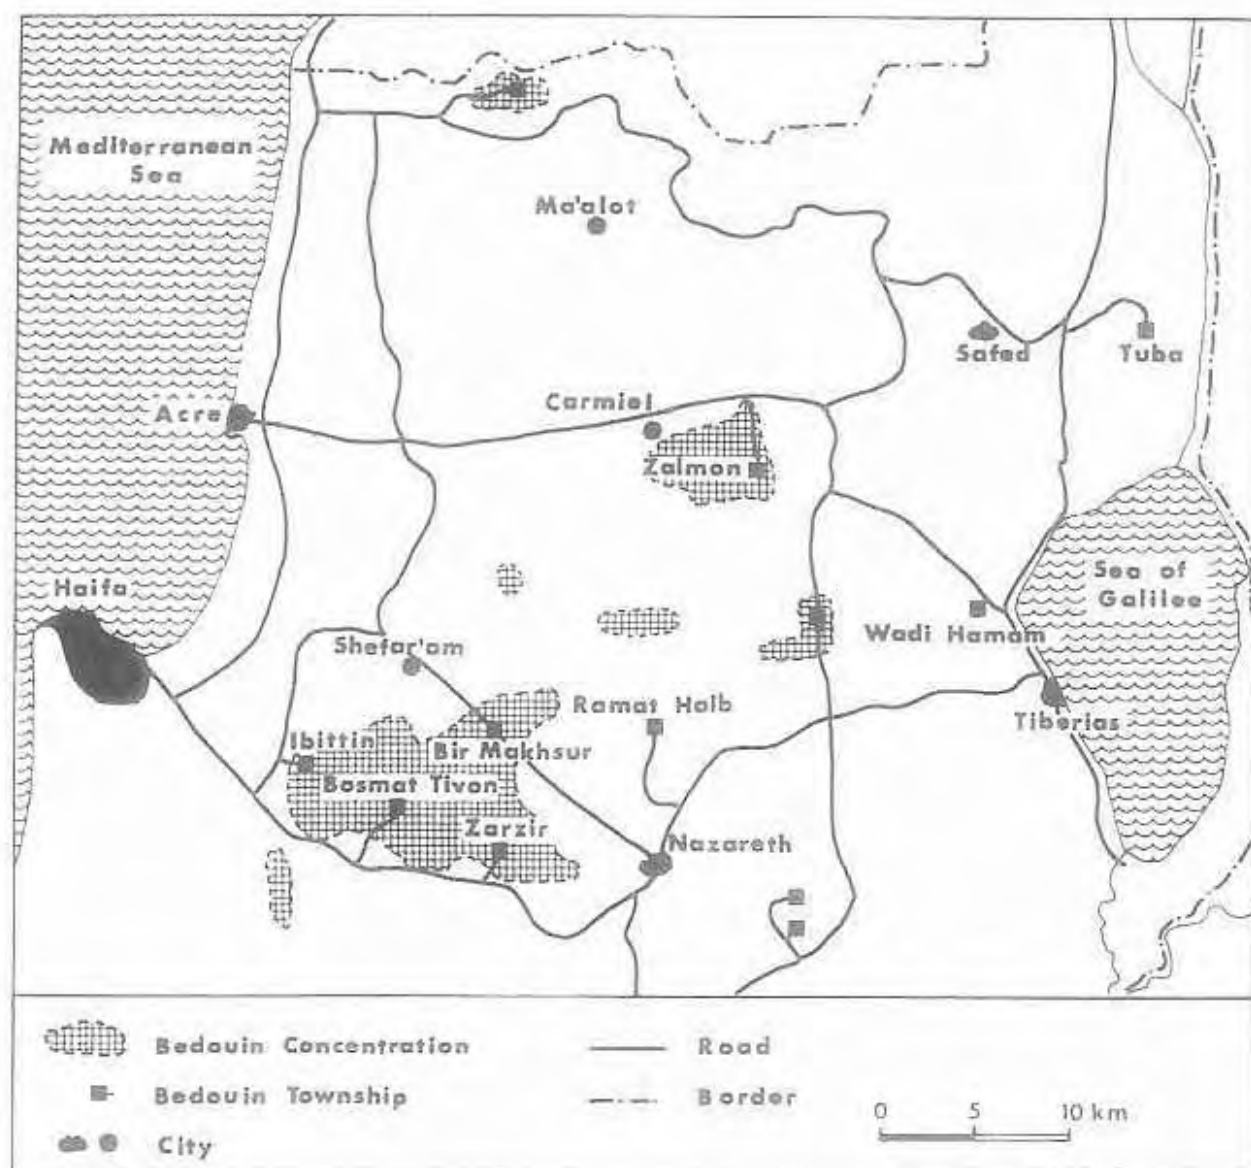 Mediterranean
Sea
Ma'alot
Safed
Tuba
Acre
Carmiel
Zalmon
Haifa
Sea of
Galilee
Wadi Hamam
Shefar'am
Ramat Haib
Tiberias
Ibittin
Bir Makhsur
Bosmat Tivon
Zarzir
Nazareth
Bedouin Concentration
Road
Bedouin Township
Border
0 5 10 km
City